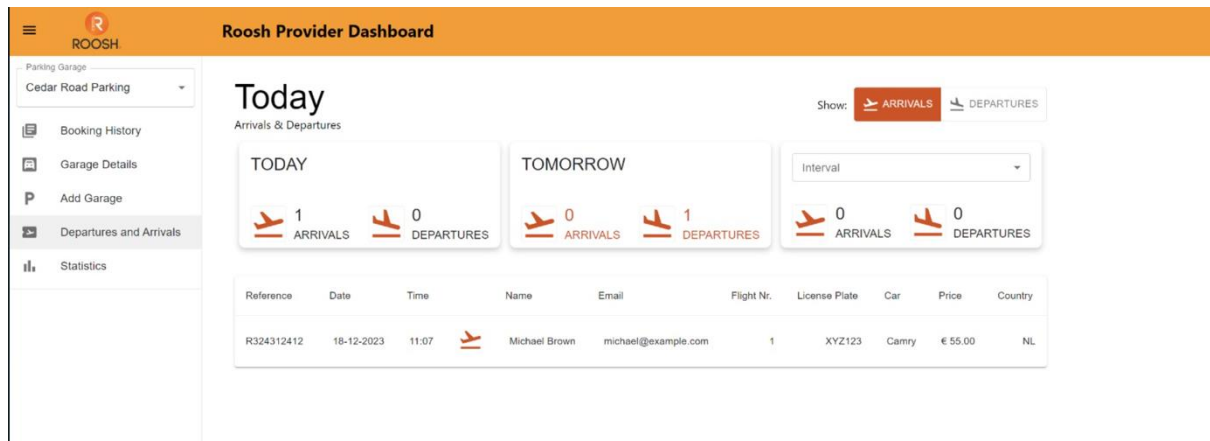 R
ROOSH
Roosh Provider Dashboard
Parking Garage
Cedar Road Parking
Booking History
Garage Details
P Add Garage
Departures and Arrivals
Statistics
Today
Arrivals & Departures
Show: ARRIVALS DEPARTURES
TODAY
1 ARRIVALS
0 DEPARTURES
TOMORROW
0 ARRIVALS
1 DEPARTURES
Interval
0 ARRIVALS
0 DEPARTURES
Reference Date Time Name Email Flight Nr. License Plate Car Price Country
R324312412 18-12-2023 11:07 Michael Brown michael@example.com 1 XYZ123 Camry € 55.00 NL